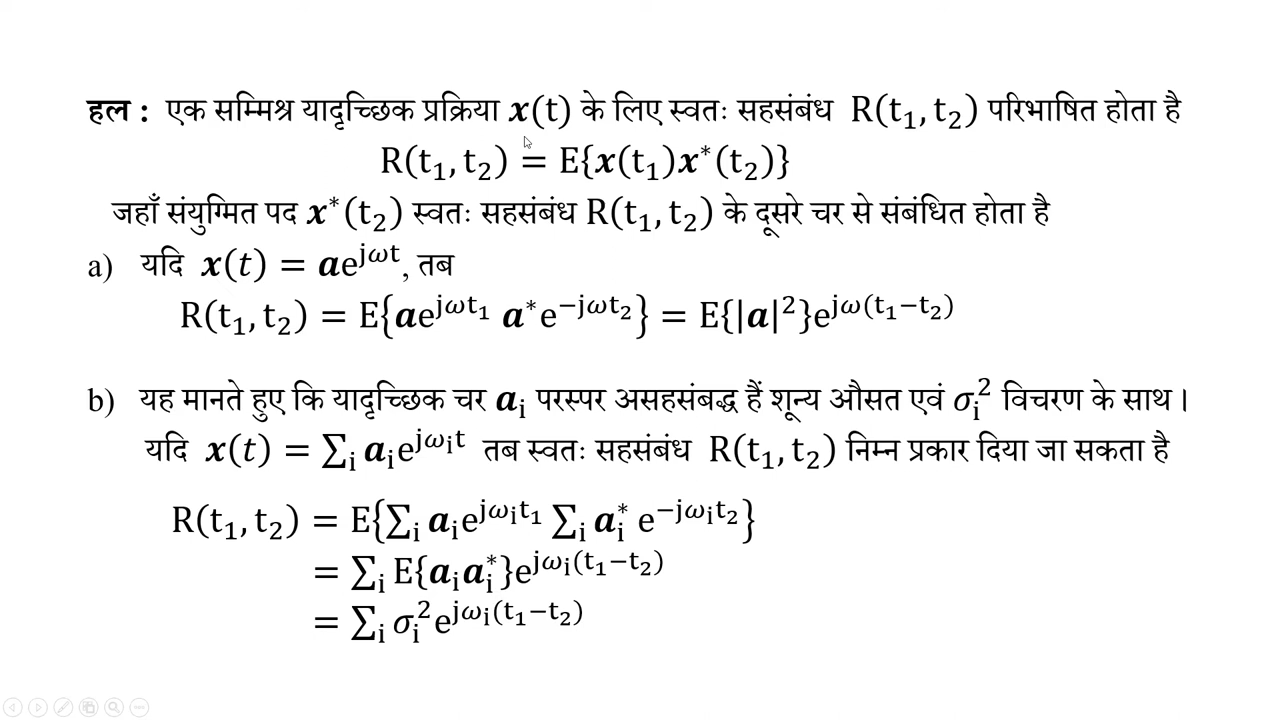 हल : एक सम्मिश्र यादृच्छिक प्रक्रिया 𝒙(t) के लिए स्वतः सहसंबंध R(t₁, t₂) परिभाषित होता है
R(t₁, t₂) = E{𝒙(t₁)𝒙*(t₂)}
जहाँ संयुग्मित पद 𝒙*(t₂) स्वतः सहसंबंध R(t₁, t₂) के दूसरे चर से संबंधित होता है
a) यदि 𝒙(t) = 𝒂e^{jωt}, तब
R(t₁, t₂) = E{𝒂e^{jωt₁} 𝒂*e^{−jωt₂}} = E{|𝒂|²}e^{jω(t₁−t₂)}
b) यह मानते हुए कि यादृच्छिक चर 𝒂ᵢ परस्पर असहसंबद्ध हैं शून्य औसत एवं σᵢ² विचरण के साथ।
यदि 𝒙(t) = ∑ᵢ 𝒂ᵢe^{jωᵢt} तब स्वतः सहसंबंध R(t₁, t₂) निम्न प्रकार दिया जा सकता है
R(t₁, t₂) = E{∑ᵢ 𝒂ᵢe^{jωᵢt₁} ∑ᵢ 𝒂ᵢ* e^{−jωᵢt₂}}
= ∑ᵢ E{𝒂ᵢ𝒂ᵢ*}e^{jωᵢ(t₁−t₂)}
= ∑ᵢ σᵢ²e^{jωᵢ(t₁−t₂)}